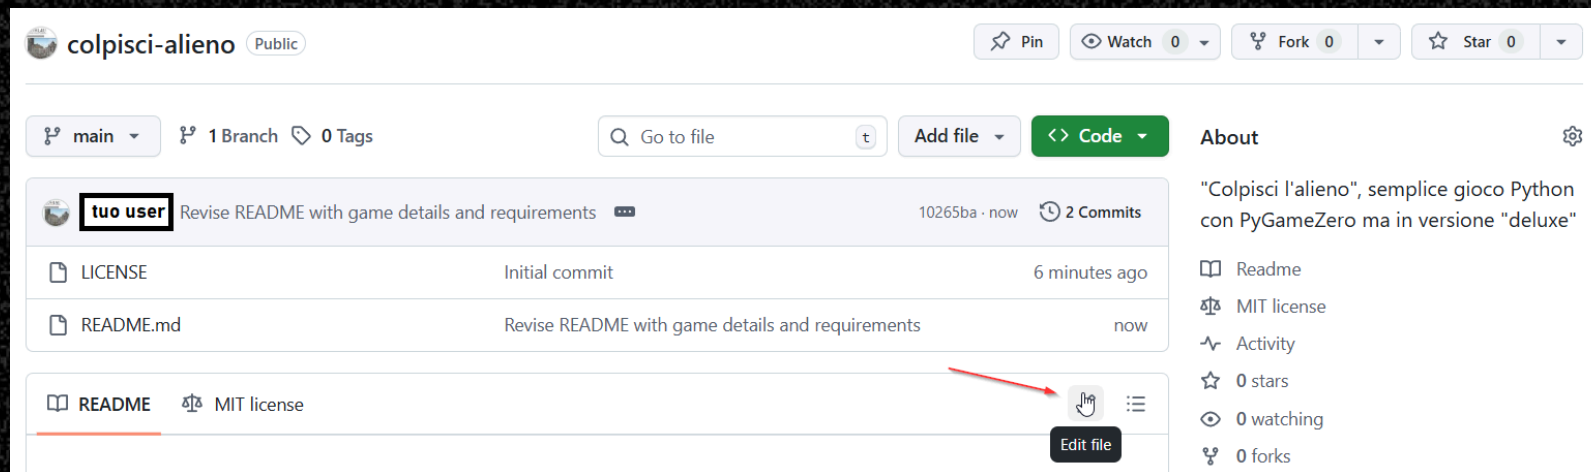 colpisci-alieno Public Pin Watch 0 Fork 0 Star 0
main 1 Branch 0 Tags Go to file t Add file Code
tuo user Revise README with game details and requirements 10265ba · now 2 Commits
LICENSE Initial commit 6 minutes ago
README.md Revise README with game details and requirements now
README MIT license
Edit file
About
"Colpisci l'alieno", semplice gioco Python
con PyGameZero ma in versione "deluxe"
Readme
MIT license
Activity
0 stars
0 watching
0 forks